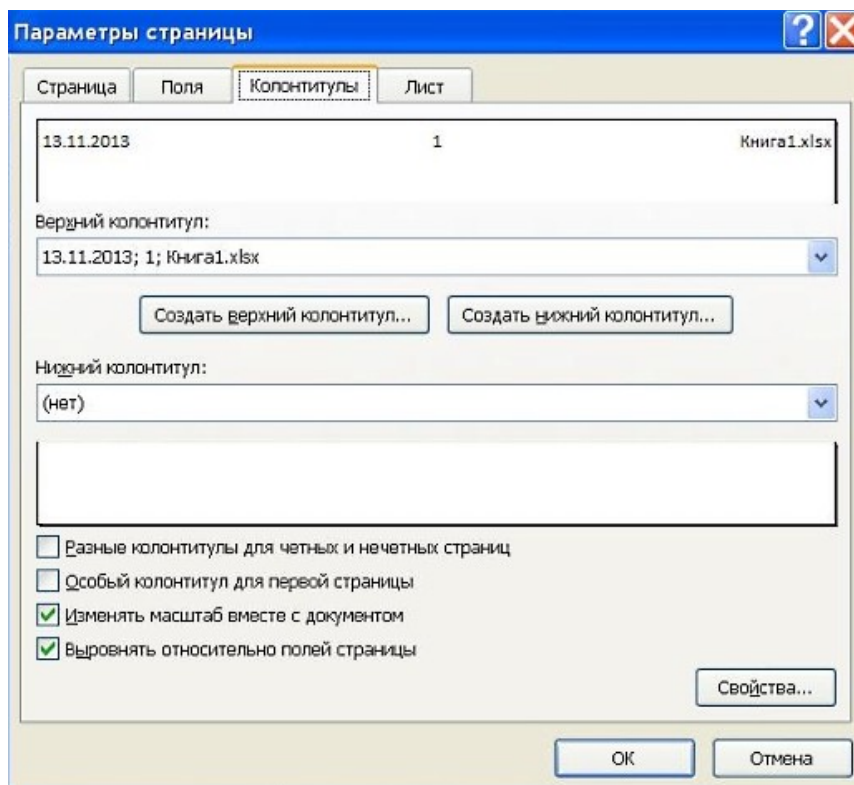 Параметры страницы
Страница Поля Колонтитулы Лист
13.11.2013 1 Книга1.xlsx
Верхний колонтитул:
13.11.2013; 1; Книга1.xlsx
Создать верхний колонтитул... Создать нижний колонтитул...
Нижний колонтитул:
(нет)
Разные колонтитулы для четных и нечетных страниц
Особый колонтитул для первой страницы
Изменять масштаб вместе с документом
Выровнять относительно полей страницы
Свойства...
ОК Отмена